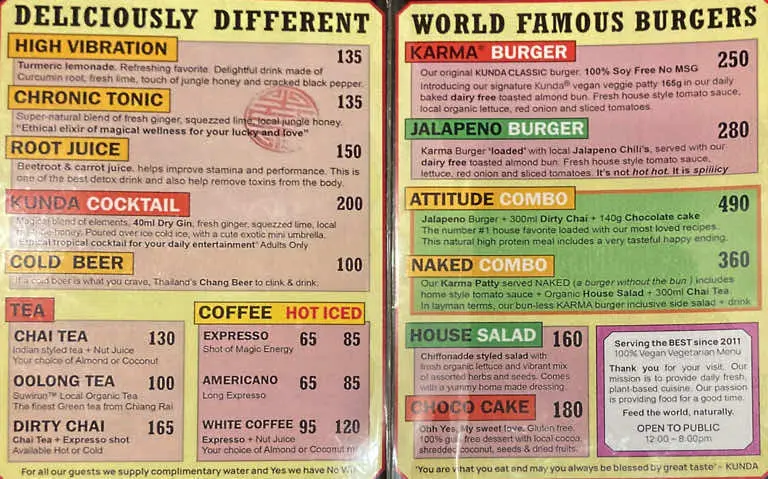 DELICIOUSLY DIFFERENT
HIGH VIBRATION 135
Turmeric lemonade. Refreshing favorite. Delightful drink made of
Curcumin root, fresh lime, touch of jungle honey and cracked black pepper.
CHRONIC TONIC 135
Super-natural blend of fresh ginger, squezzed lime, local jungle honey.
"Ethical elixir of magical wellness for your lucky and love"
ROOT JUICE 150
Beetroot & carrot juice. helps improve stamina and performance. This is
one of the best detox drink and also help remove toxins from the body.
KUNDA COCKTAIL 200
Magical blend of elements, 40ml Dry Gin, fresh ginger, squezzed lime, local
honey. Poured over ice cold ice, with a cute exotic mini umbrella.
tropical cocktail for your daily entertainment' Adults Only
COLD BEER 100
If a cold beer is what you crave, Thailand's Chang Beer to clink & drink.
TEA
CHAI TEA 130
Indian styled tea + Nut Juice
Your choice of Almond or Coconut
OOLONG TEA 100
Suwirun™ Local Organic Tea
The finest Green tea from Chiang Rai
DIRTY CHAI 165
Chai Tea + Expresso shot
Available Hot or Cold
COFFEE HOT ICED
EXPRESSO 65 85
Shot of Magic Energy
AMERICANO 65 85
Long Expresso
WHITE COFFEE 95 120
Expresso + Nut Juice
Your choice of Almond or Coconut
For all our guests we supply complimentary water and Yes we have No
WORLD FAMOUS BURGERS
KARMA® BURGER 250
Our original KUNDA CLASSIC burger. 100% Soy Free No MSG
Introducing our signature Kunda® vegan veggie patty 165g in our daily
baked dairy free toasted almond bun. Fresh house style tomato sauce,
local organic lettuce, red onion and sliced tomatoes.
JALAPENO BURGER 280
Karma Burger 'loaded' with local Jalapeno Chili's, served with our
dairy free toasted almond bun. Fresh house style tomato sauce,
lettuce, red onion and sliced tomatoes. It's not hot hot. It is spiiiicy
ATTITUDE COMBO 490
Jalapeno Burger + 300ml Dirty Chai + 140g Chocolate cake
The number #1 house favorite loaded with our most loved recipes.
This natural high protein meal includes a very tasteful happy ending.
NAKED COMBO 360
Our Karma Patty served NAKED (a burger without the bun ) includes
home style tomato sauce + Organic House Salad + 300ml Chai Tea
In layman terms, our bun-less KARMA burger inclusive side salad + drink
HOUSE SALAD 160
Chiffonadde styled salad with
fresh organic lettuce and vibrant mix
of assorted herbs and seeds. Comes
with a yummy home made dressing.
CHOCO CAKE 180
Ohh Yes, My sweet love. Gluten free.
100% guilt free dessert with local cocoa,
shredded coconut, seeds & dried fruits.
Serving the BEST since 2011
100% Vegan Vegetarian Menu
Thank you for your visit. Our
mission is to provide daily fresh,
plant-based cuisine. Our passion
is providing food for a good time.
Feed the world, naturally.
OPEN TO PUBLIC
12:00 – 8:00pm
'You are what you eat and may you always be blessed by great taste' ~ KUNDA